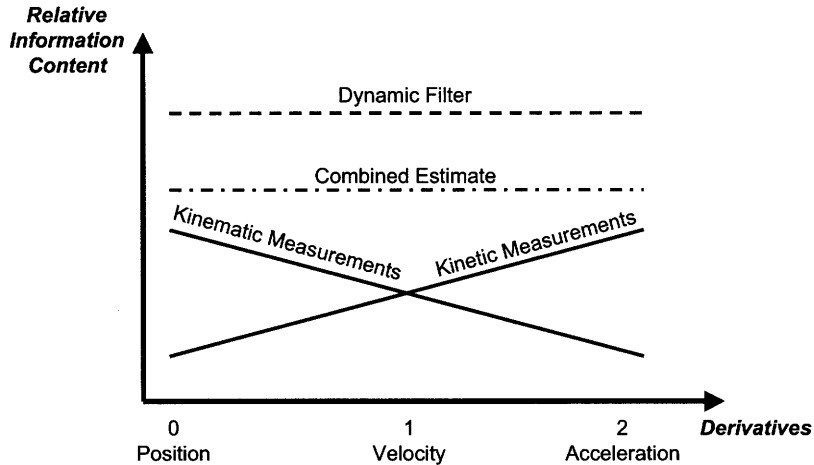 Relative
Information
Content
Dynamic Filter
Combined Estimate
Kinematic Measurements
Kinetic Measurements
0
1
2
Derivatives
Position
Velocity
Acceleration